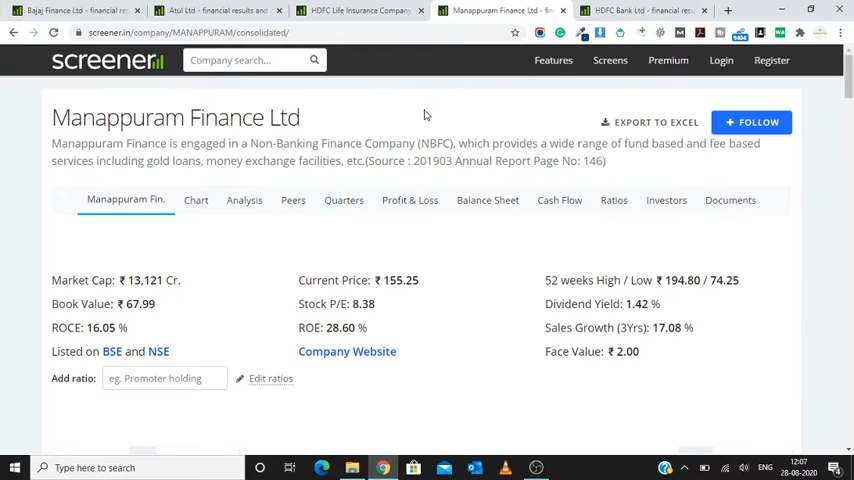 Bajaj Finance Ltd - financial res
Atul Ltd - financial results and
HDFC Life Insurance Company
Manappuram Finance Ltd - fina
HDFC Bank Ltd - financial resu
screener.in/company/MANAPPURAM/consolidated/
9404
screener
Company search...
Features
Screens
Premium
Login
Register
Manappuram Finance Ltd
EXPORT TO EXCEL
+ FOLLOW
Manappuram Finance is engaged in a Non-Banking Finance Company (NBFC), which provides a wide range of fund based and fee based
services including gold loans, money exchange facilities, etc.(Source : 201903 Annual Report Page No: 146)
Manappuram Fin.
Chart
Analysis
Peers
Quarters
Profit & Loss
Balance Sheet
Cash Flow
Ratios
Investors
Documents
Market Cap: ₹ 13,121 Cr.
Current Price: ₹ 155.25
52 weeks High / Low ₹ 194.80 / 74.25
Book Value: ₹ 67.99
Stock P/E: 8.38
Dividend Yield: 1.42 %
ROCE: 16.05 %
ROE: 28.60 %
Sales Growth (3Yrs): 17.08 %
Listed on BSE and NSE
Company Website
Face Value: ₹ 2.00
Add ratio:
eg. Promoter holding
Edit ratios
Type here to search
ENG
12:07
28-08-2020
4